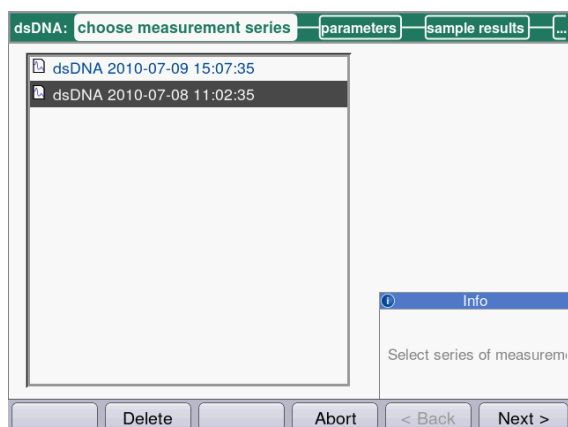 dsDNA: choose measurement series parameters sample results ...
dsDNA 2010-07-09 15:07:35
dsDNA 2010-07-08 11:02:35
Info
Select series of measurem
Delete Abort < Back Next >